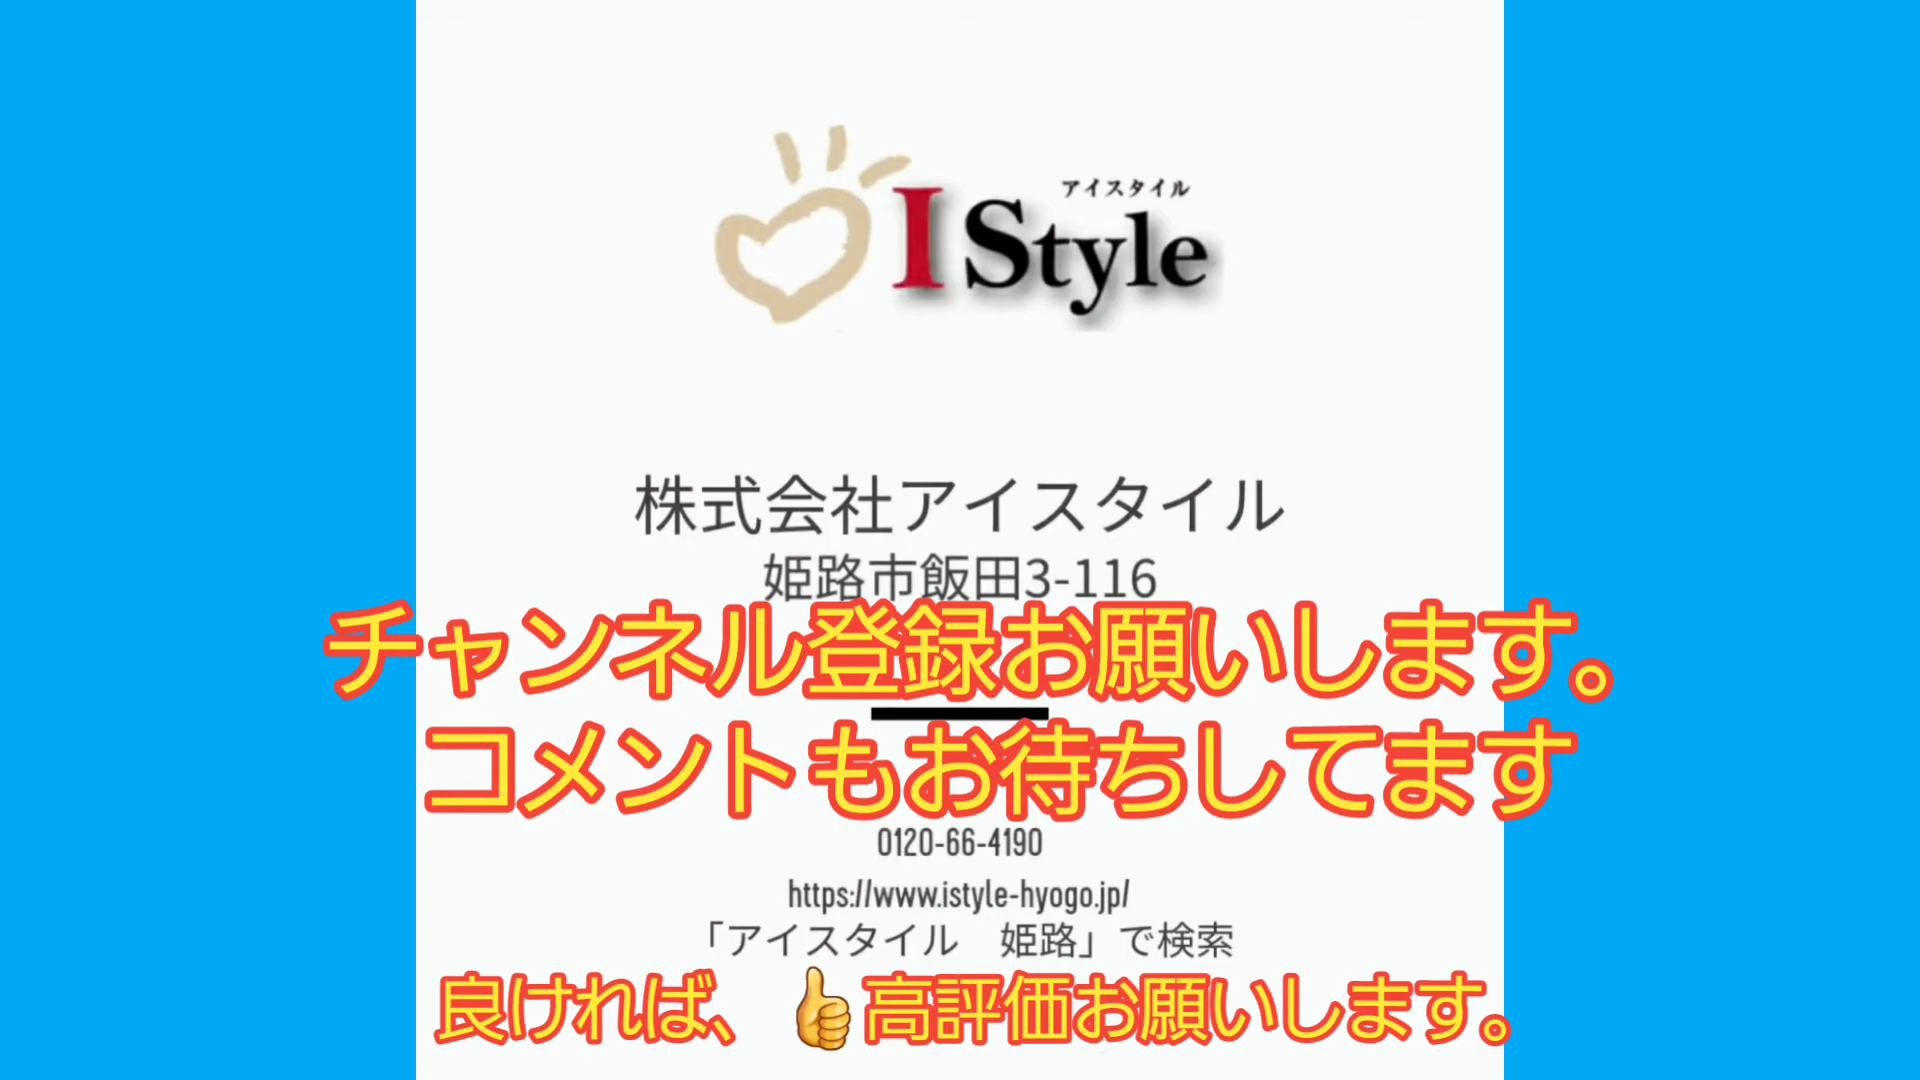 アイスタイル
I Style
株式会社アイスタイル
姫路市飯田3-116
チャンネル登録お願いします。
コメントもお待ちしてます
0120-66-4190
https://www.istyle-hyogo.jp/
「アイスタイル　姫路」で検索
良ければ、👍高評価お願いします。